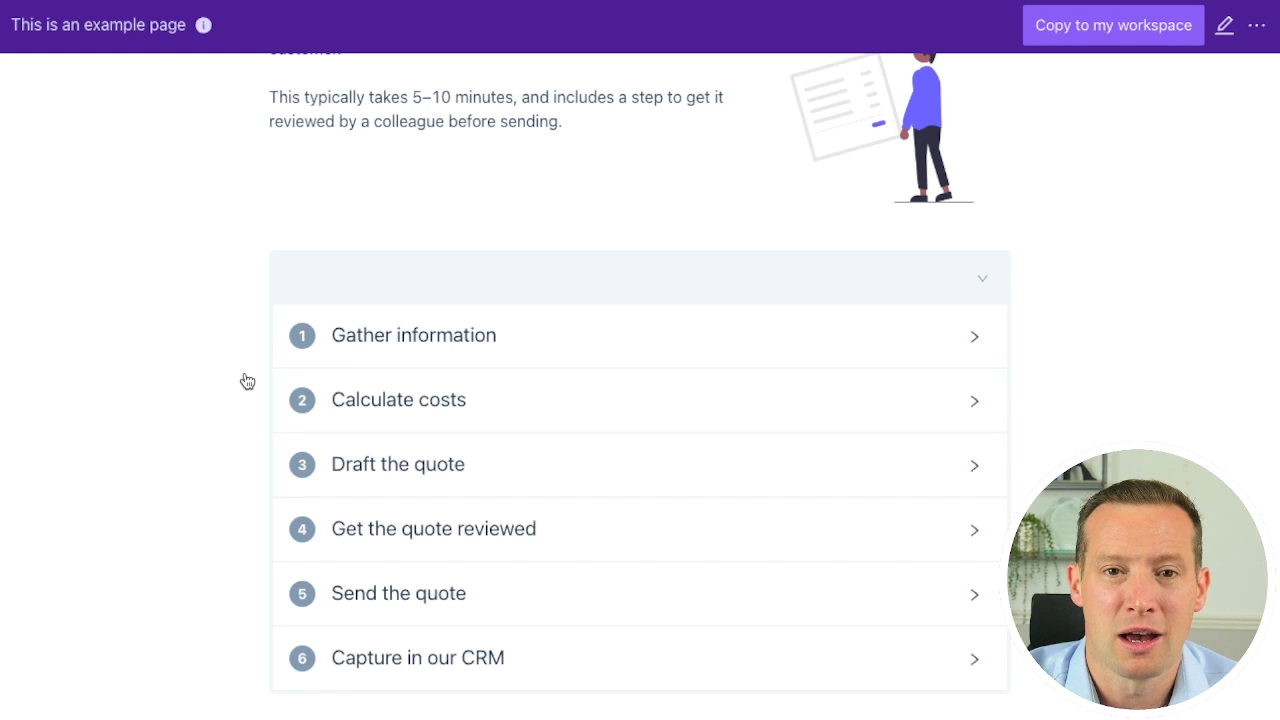 This is an example page
Copy to my workspace
This typically takes 5–10 minutes, and includes a step to get it
reviewed by a colleague before sending.
1 Gather information
2 Calculate costs
3 Draft the quote
4 Get the quote reviewed
5 Send the quote
6 Capture in our CRM